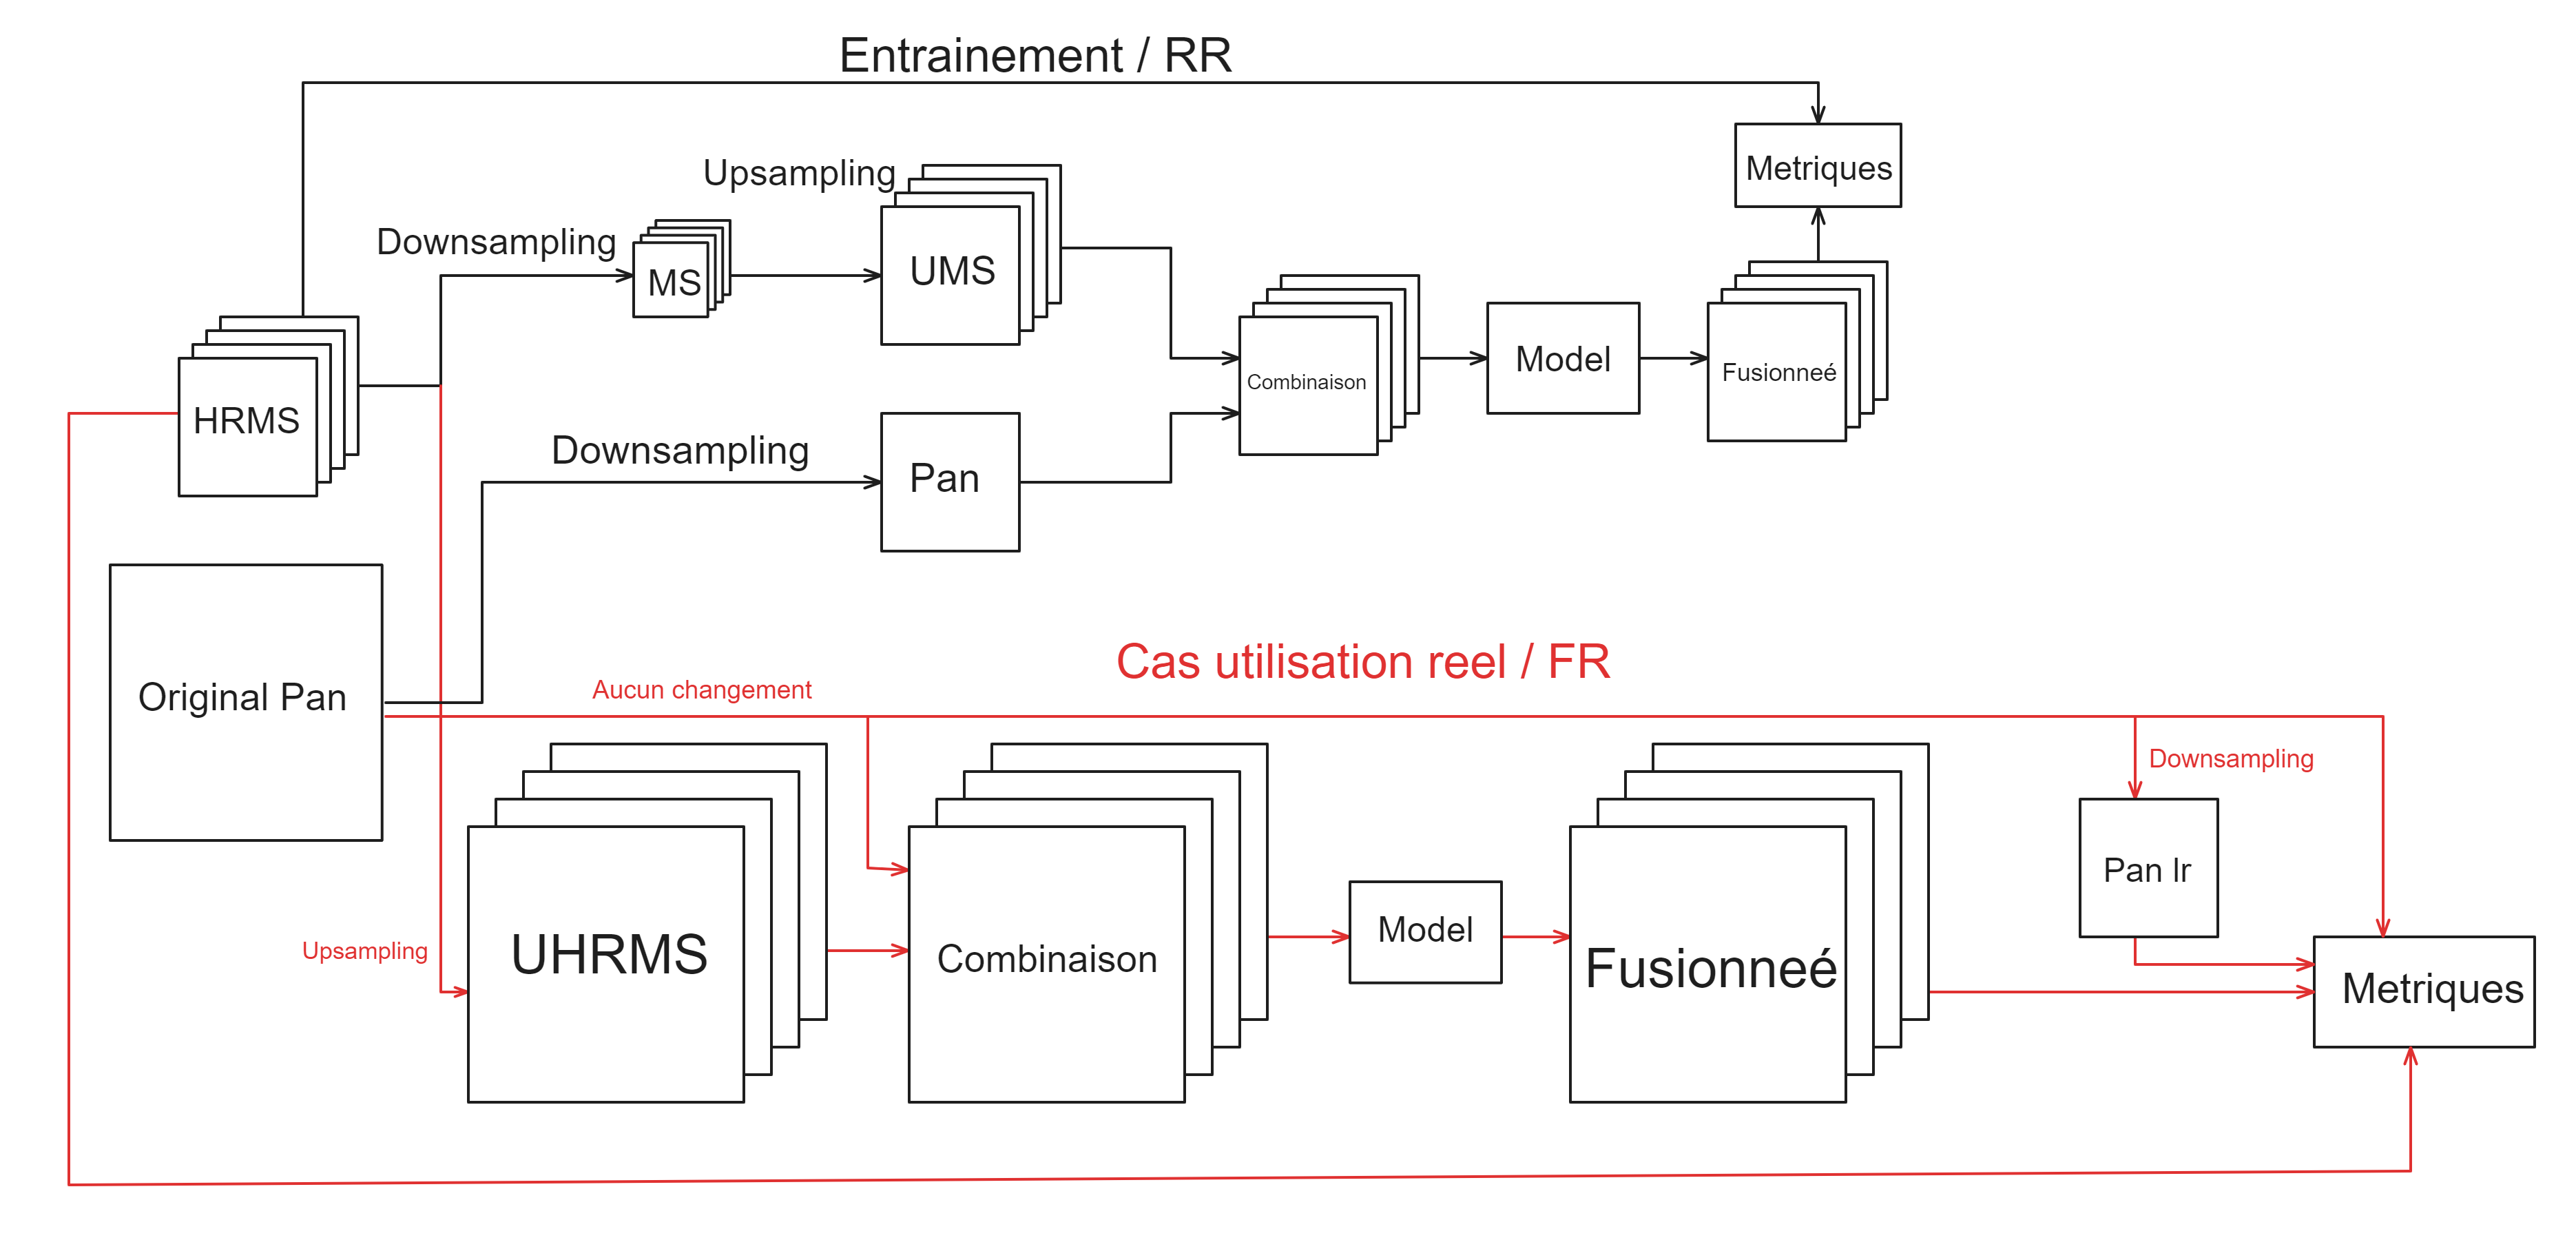 Entrainement / RR
Metriques
Upsampling
Downsampling
MS
UMS
HRMS
Combinaison
Model
Fusionneé
Downsampling
Pan
Original Pan
Cas utilisation reel / FR
Aucun changement
Downsampling
Pan lr
Upsampling
UHRMS
Combinaison
Model
Fusionneé
Metriques